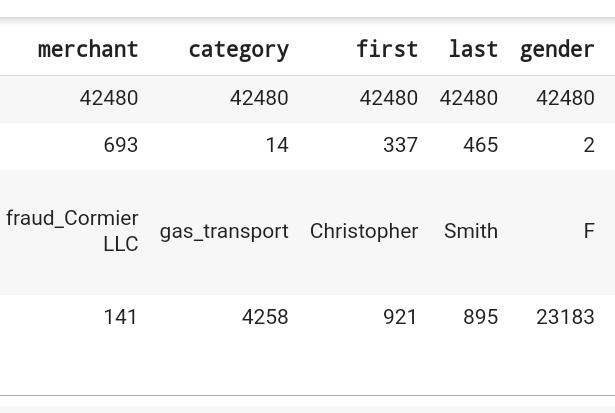 merchant category first last gender
42480 42480 42480 42480 42480
693 14 337 465 2
fraud_Cormier LLC gas_transport Christopher Smith F
141 4258 921 895 23183